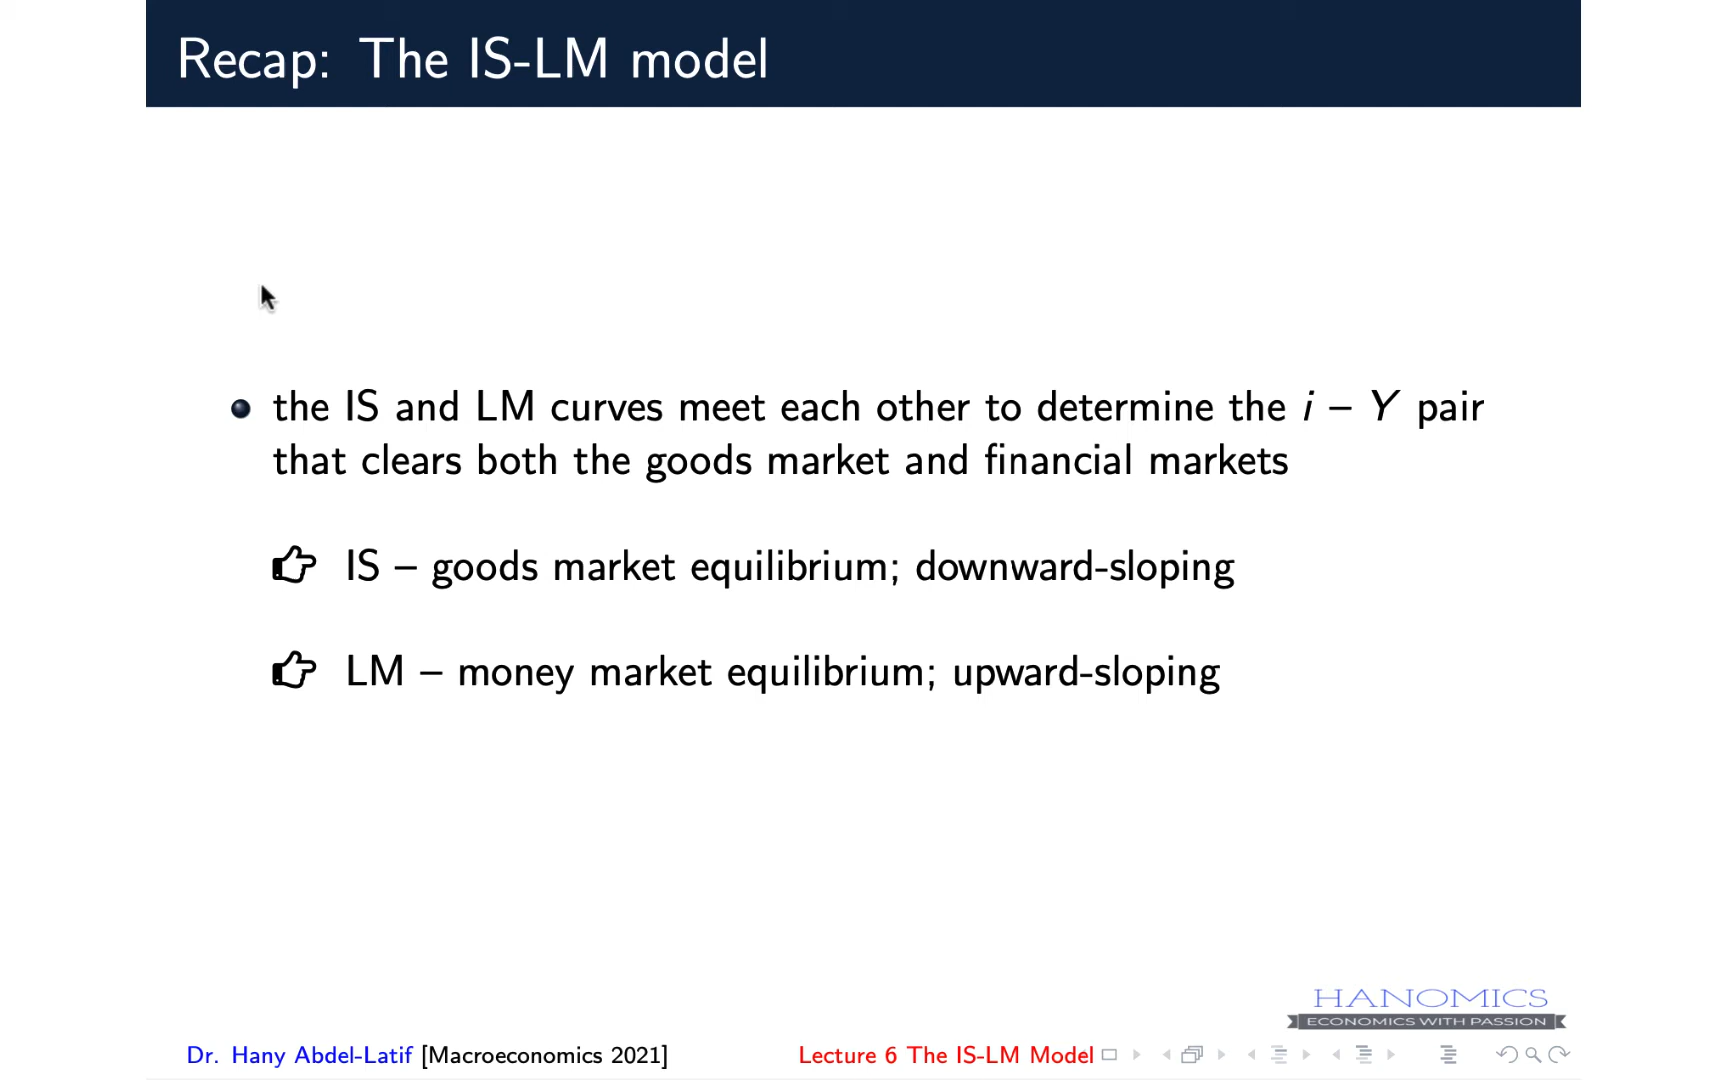 Recap: The IS-LM model
the IS and LM curves meet each other to determine the i – Y pair
that clears both the goods market and financial markets
IS – goods market equilibrium; downward-sloping
LM – money market equilibrium; upward-sloping
HANOMICS
ECONOMICS WITH PASSION
Dr. Hany Abdel-Latif [Macroeconomics 2021] Lecture 6 The IS-LM Model